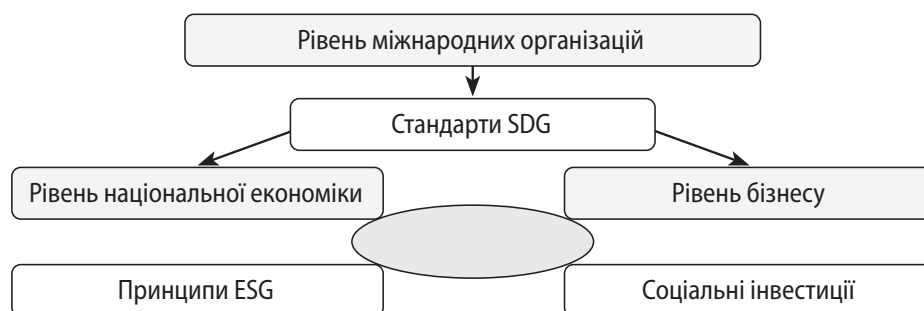 Рівень міжнародних організацій
Стандарти SDG
Рівень національної економіки
Рівень бізнесу
Принципи ESG
Соціальні інвестиції